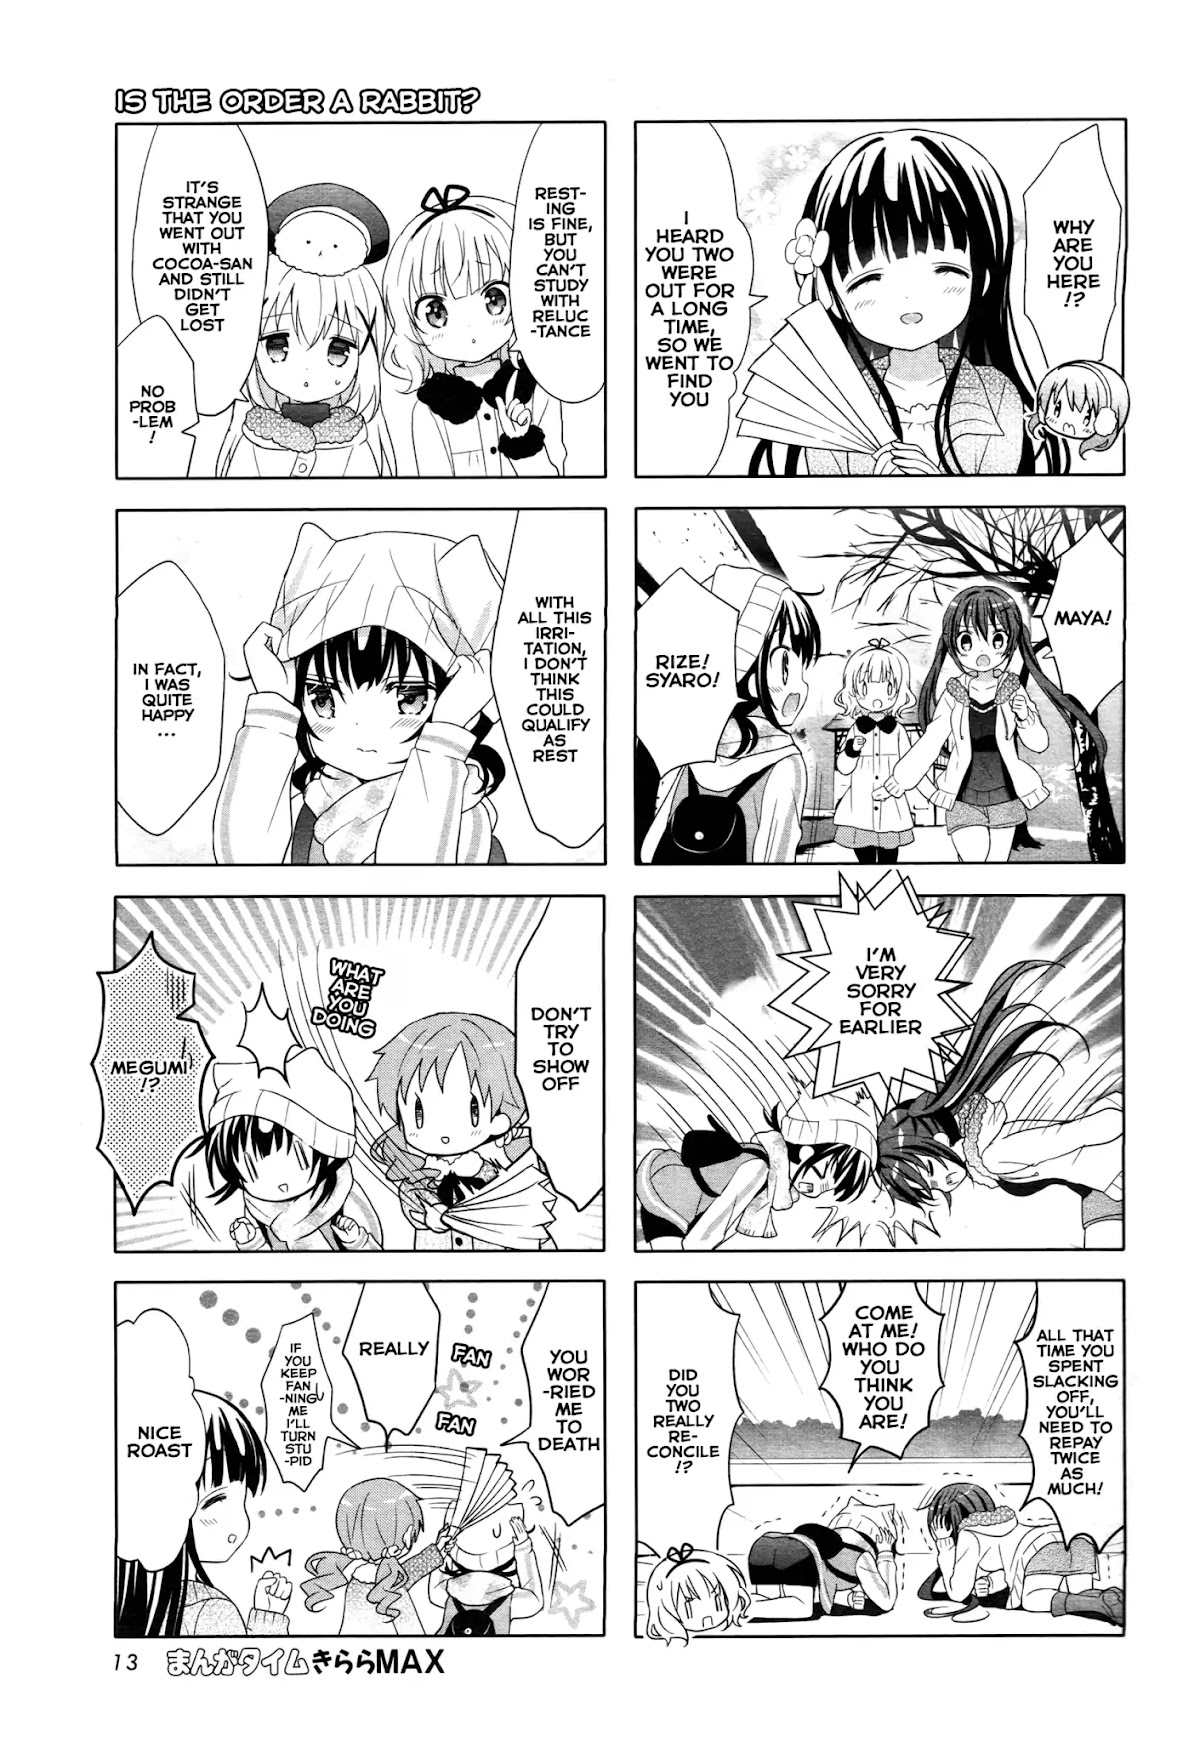 IS THE ORDER A RABBIT?
WHY
ARE
YOU
HERE
!?
I
HEARD
YOU TWO
WERE
OUT FOR
A LONG
TIME,
SO WE
WENT TO
FIND
YOU
MAYA!
RIZE!
SYARO!
I'M
VERY
SORRY
FOR
EARLIER
ALL THAT
TIME YOU
SPENT
SLACKING
OFF,
YOU'LL
NEED TO
REPAY
TWICE
AS
MUCH!
COME
AT ME!
WHO DO
YOU
THINK
YOU
ARE!
DID
YOU
TWO
REALLY
RE-
CONCILE
!?
REST-
ING
IS FINE,
BUT
YOU
CAN'T
STUDY
WITH
RELUC
-TANCE
IT'S
STRANGE
THAT YOU
WENT OUT
WITH
COCOA-SAN
AND STILL
DIDN'T
GET
LOST
NO
PROB
-LEM
!
WITH
ALL THIS
IRRI-
TATION,
I DON'T
THINK
THIS
COULD
QUALIFY
AS
REST
IN FACT,
I WAS
QUITE
HAPPY
...
DON'T
TRY
TO
SHOW
OFF
WHAT
ARE
YOU
DOING
MEGUMI
!?
YOU
WOR
-RIED
ME TO
DEATH
FAN
FAN
REALLY
IF
YOU
KEEP
FAN
-NING
ME
I'LL
TURN
STU
-PID
NICE
ROAST
13 まんがタイムきららMAX